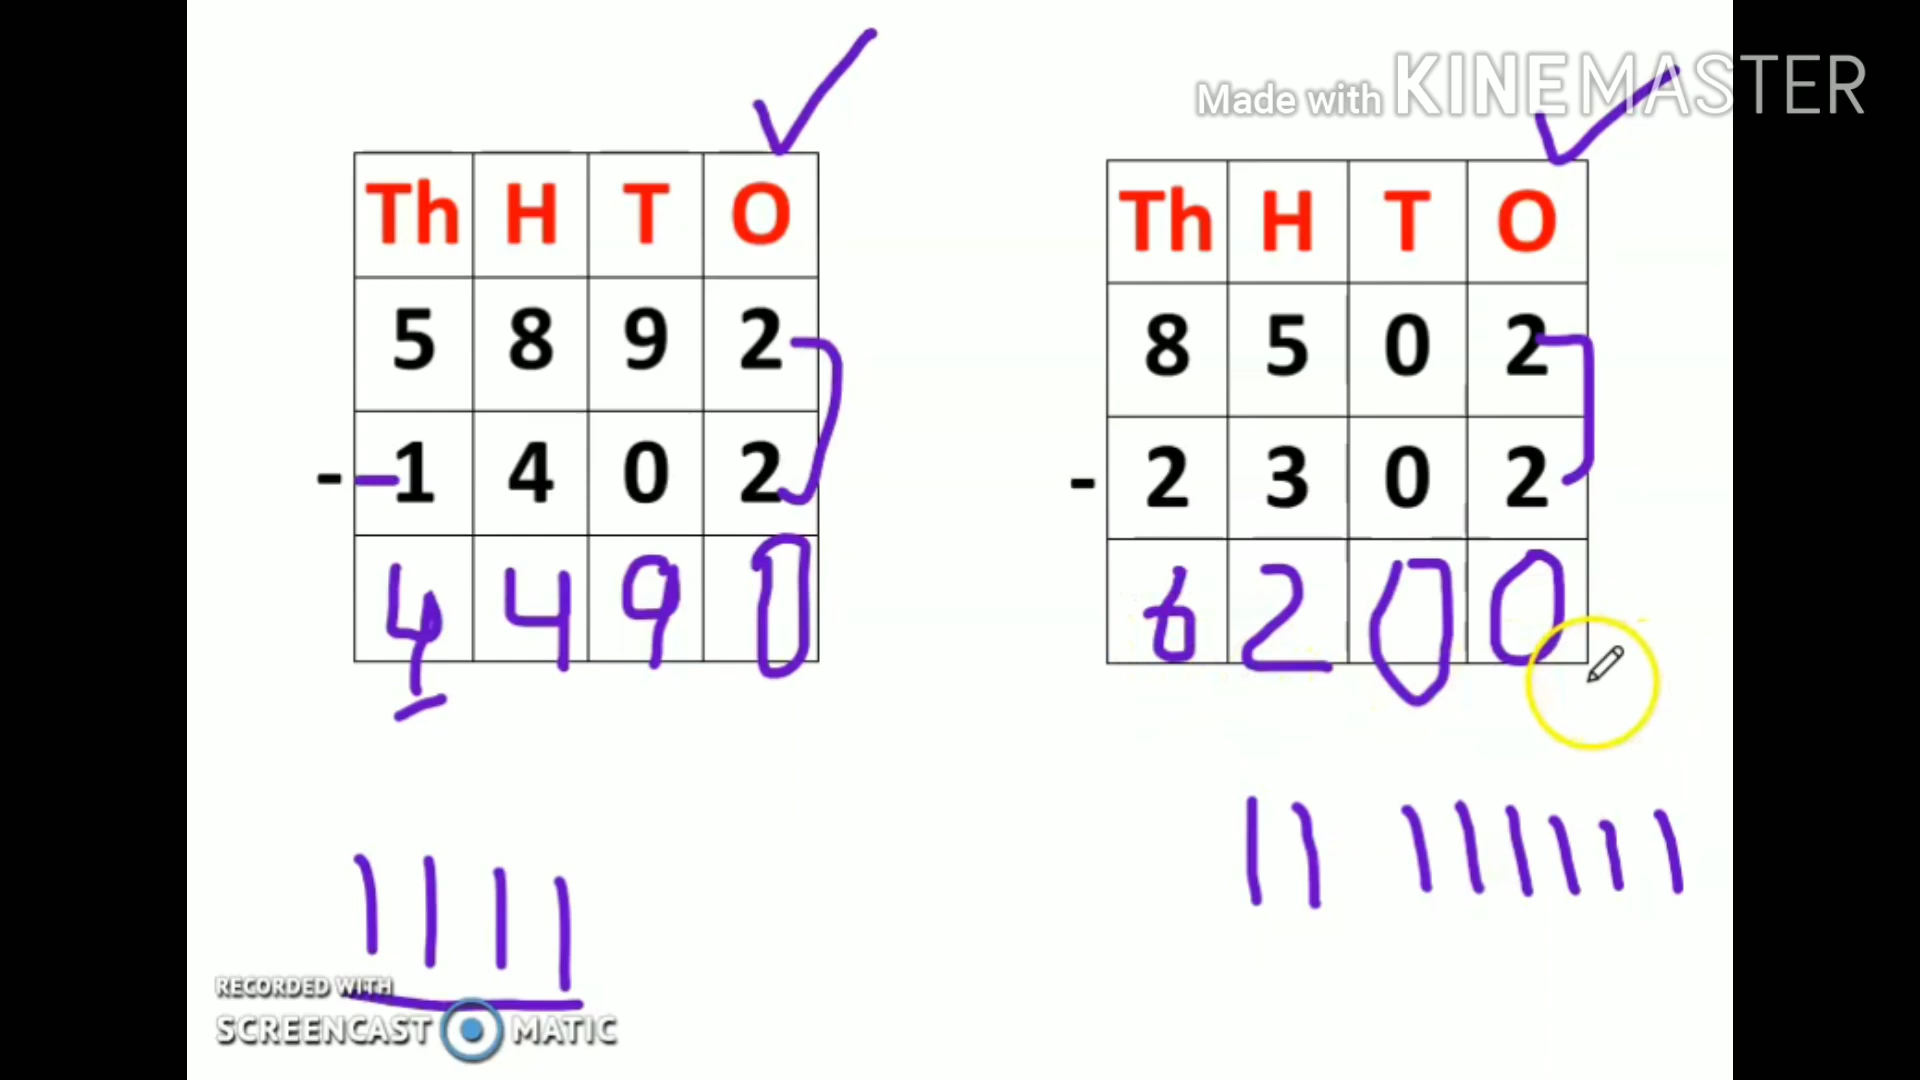 Made with KINEMASTER
Th H T O
5 8 9 2
- 1 4 0 2
4 4 9 0
Th H T O
8 5 0 2
- 2 3 0 2
6 2 0 0
RECORDED WITH
SCREENCAST MATIC